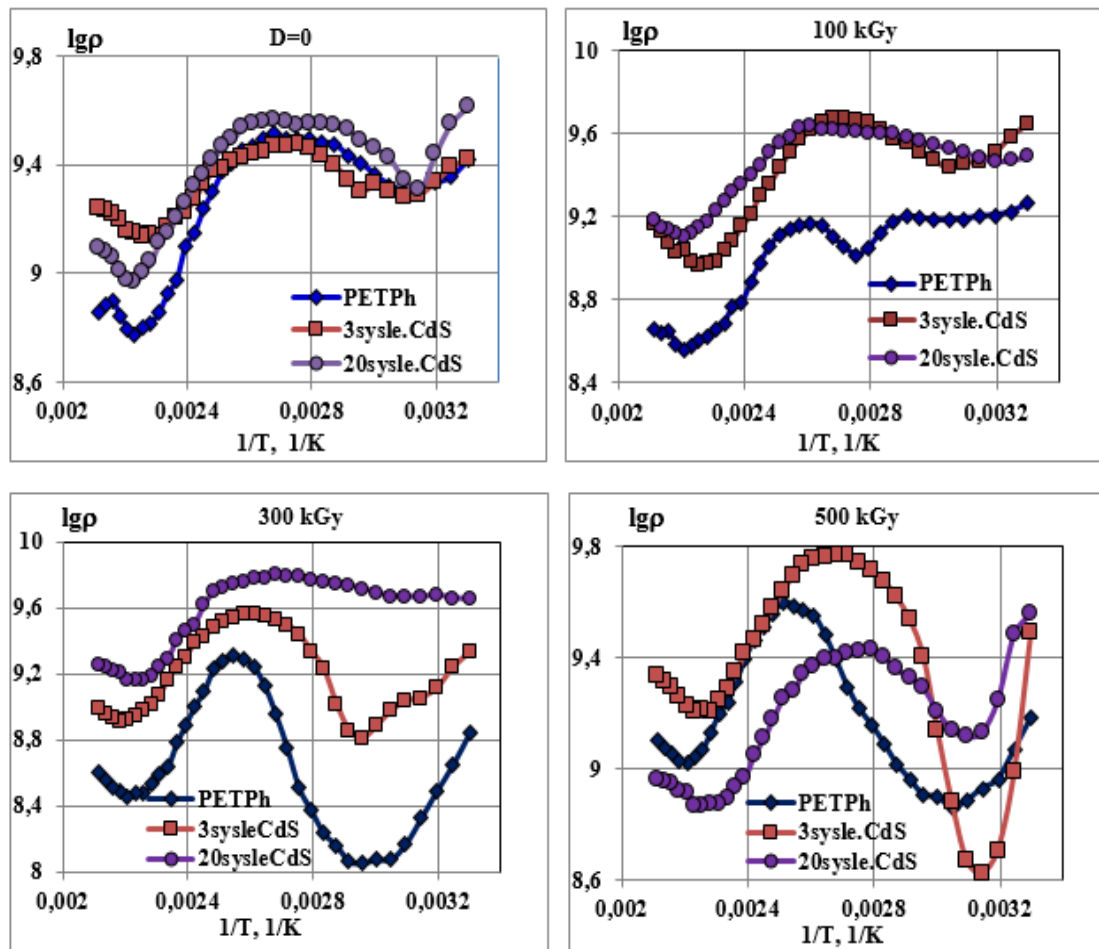 lgρ D=0
9,8
9,4
9
8,6
0,002 0,0024 0,0028 0,0032
1/T, 1/K
PETPh
3sysle.CdS
20sysle.CdS
lgρ 100 kGy
10
9,6
9,2
8,8
8,4
0,002 0,0024 0,0028 0,0032
1/T, 1/K
PETPh
3sysle.CdS
20sysle.CdS
lgρ 300 kGy
10
9,6
9,2
8,8
8,4
8
0,002 0,0024 0,0028 0,0032
1/T, 1/K
PETPh
3sysleCdS
20sysleCdS
lgρ 500 kGy
9,8
9,4
9
8,6
0,002 0,0024 0,0028 0,0032
1/T, 1/K
PETPh
3sysle.CdS
20sysle.CdS